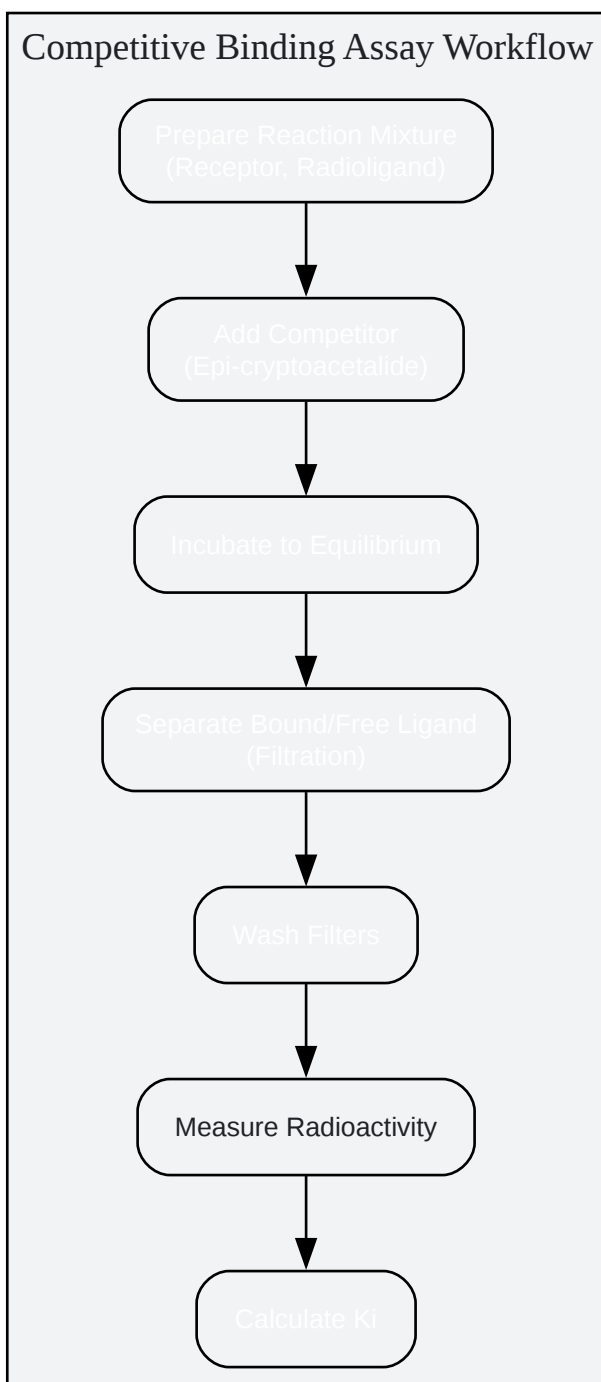 Competitive Binding Assay Workflow
Prepare Reaction Mixture
(Receptor, Radioligand)
Add Competitor
(Epi-cryptoacetalide)
Incubate to Equilibrium
Separate Bound/Free Ligand
(Filtration)
Wash Filters
Measure Radioactivity
Calculate Ki